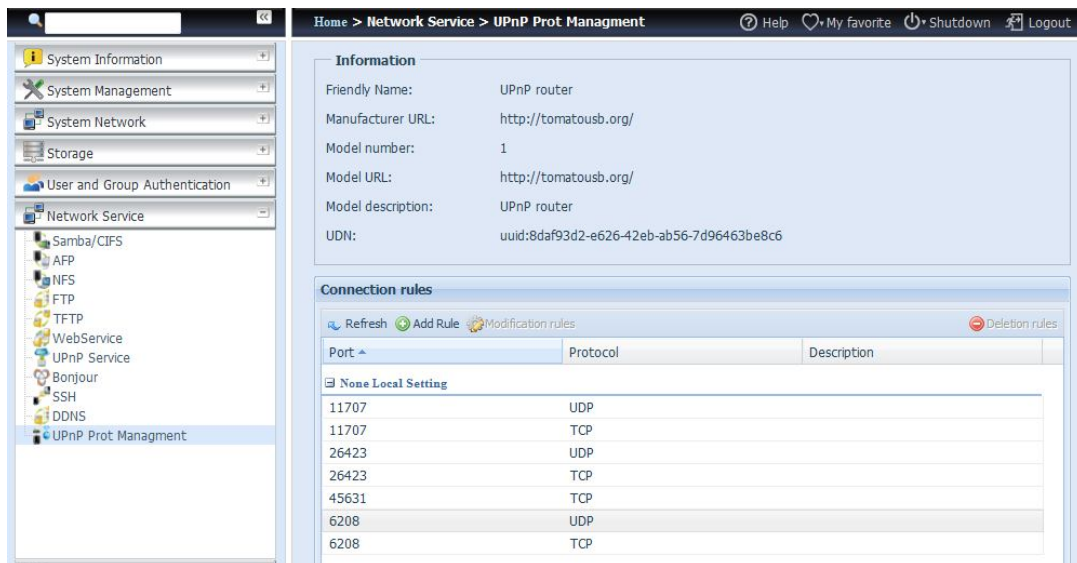 Home > Network Service > UPnP Prot Managment
Help
My favorite
Shutdown
Logout
System Information
System Management
System Network
Storage
User and Group Authentication
Network Service
Samba/CIFS
AFP
NFS
FTP
TFTP
WebService
UPnP Service
Bonjour
SSH
DDNS
UPnP Prot Managment
Information
Friendly Name: UPnP router
Manufacturer URL: http://tomatousb.org/
Model number: 1
Model URL: http://tomatousb.org/
Model description: UPnP router
UDN: uuid:8daf93d2-e626-42eb-ab56-7d96463be8c6
Connection rules
Refresh Add Rule Modification rules Deletion rules
Port Protocol Description
None Local Setting
11707 UDP
11707 TCP
26423 UDP
26423 TCP
45631 TCP
6208 UDP
6208 TCP